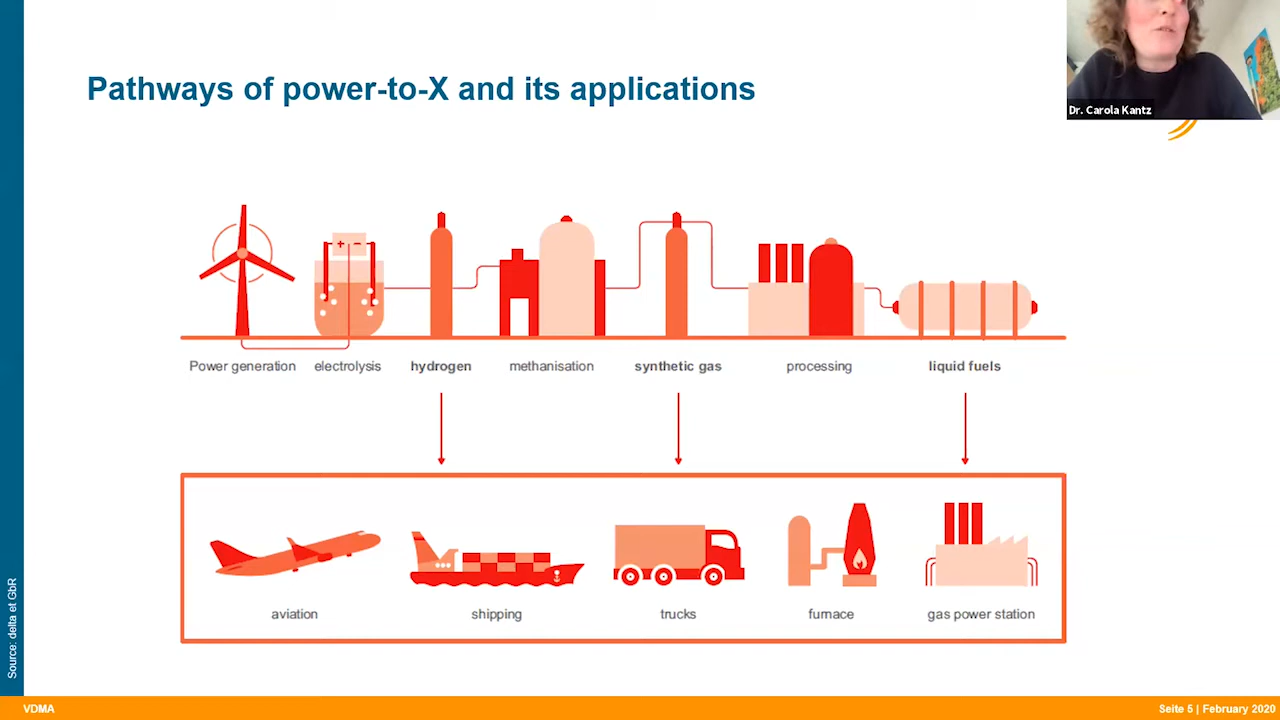 Pathways of power-to-X and its applications
Dr. Carola Kantz
+ -
Power generation electrolysis hydrogen methanisation synthetic gas processing liquid fuels
aviation shipping trucks furnace gas power station
Source: delta et GbR
VDMA Seite 5 | February 2020